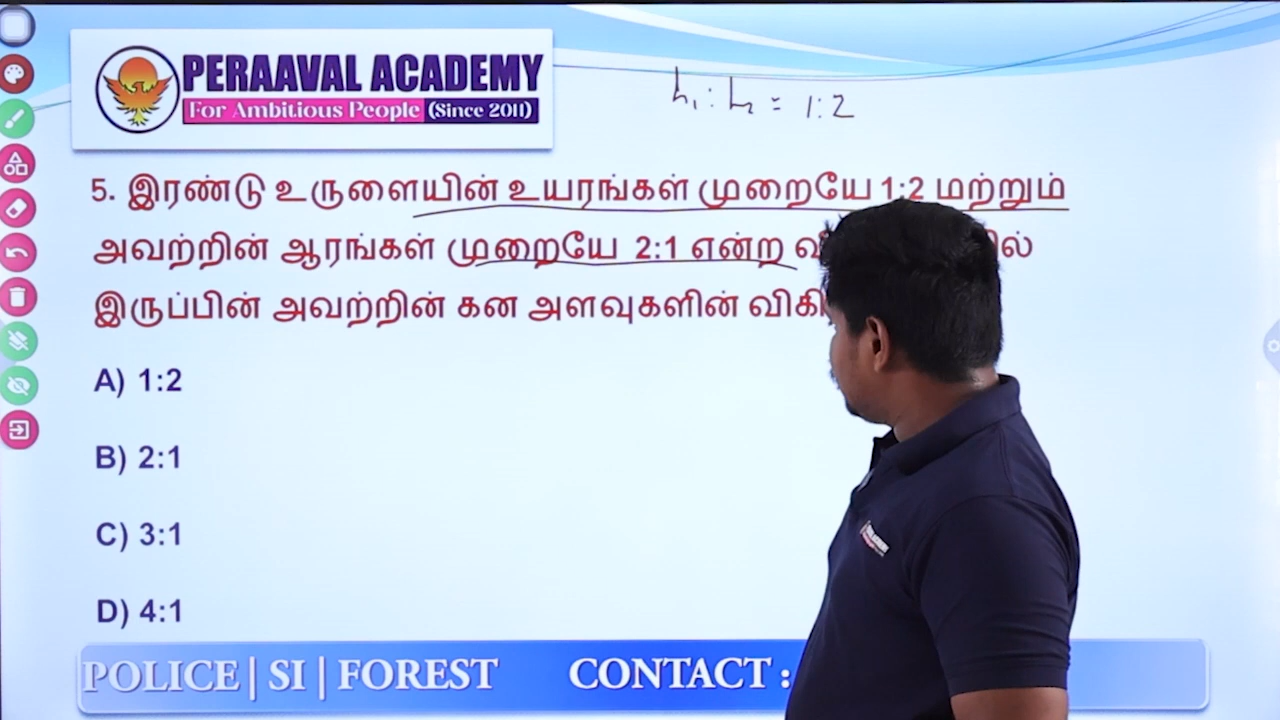 PERAAVAL ACADEMY
For Ambitious People (Since 2011)
h₁ : h₂ = 1:2
5. இரண்டு உருளையின் உயரங்கள் முறையே 1:2 மற்றும்
அவற்றின் ஆரங்கள் முறையே 2:1 என்ற
இருப்பின் அவற்றின் கன அளவுகளின்
A) 1:2
B) 2:1
C) 3:1
D) 4:1
POLICE | SI | FOREST CONTACT :